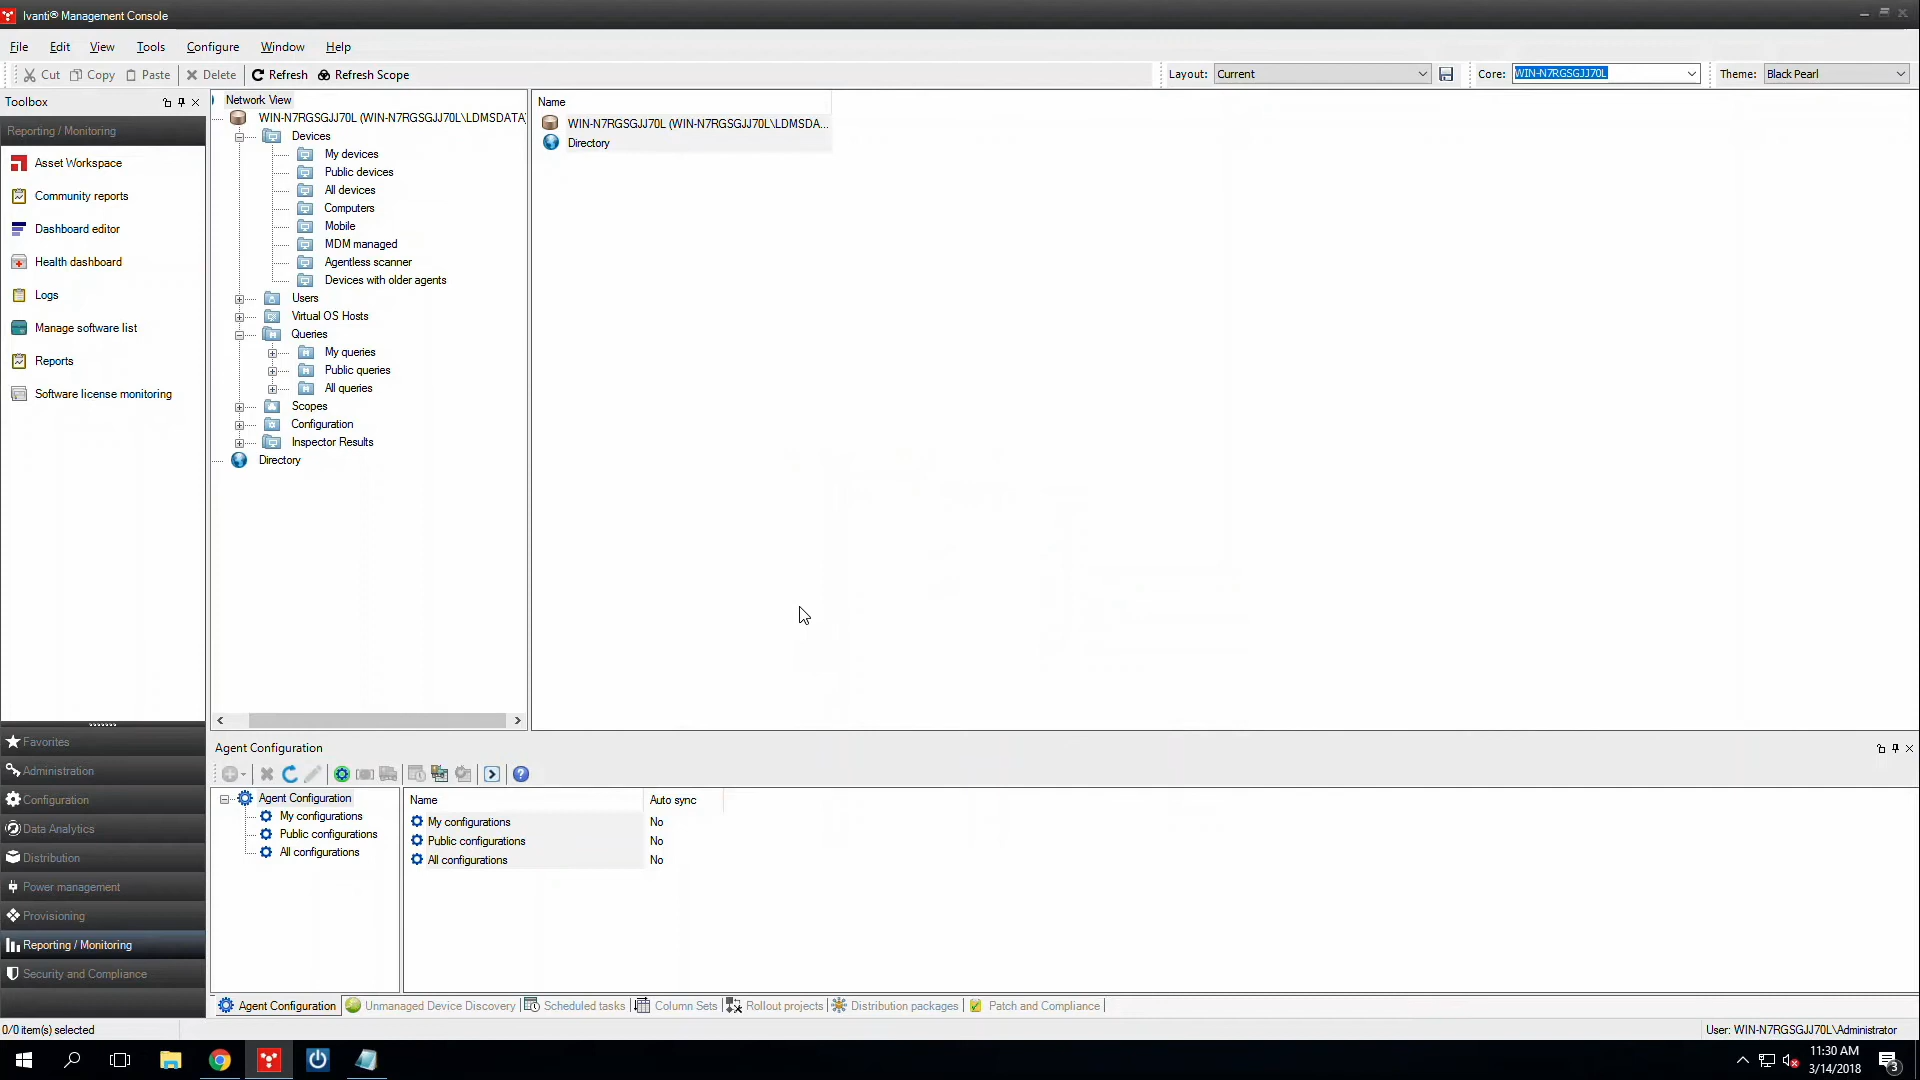 Ivanti® Management Console
File Edit View Tools Configure Window Help
Cut Copy Paste Delete Refresh Refresh Scope Layout: Current Core: WIN-N7RGSGJJ70L Theme: Black Pearl
Toolbox
Reporting / Monitoring
Asset Workspace
Community reports
Dashboard editor
Health dashboard
Logs
Manage software list
Reports
Software license monitoring
Favorites
Administration
Configuration
Data Analytics
Distribution
Power management
Provisioning
Reporting / Monitoring
Security and Compliance
Network View
WIN-N7RGSGJJ70L (WIN-N7RGSGJJ70L\LDMSDATA)
Devices
My devices
Public devices
All devices
Computers
Mobile
MDM managed
Agentless scanner
Devices with older agents
Users
Virtual OS Hosts
Queries
My queries
Public queries
All queries
Scopes
Configuration
Inspector Results
Directory
Name
WIN-N7RGSGJJ70L (WIN-N7RGSGJJ70L\LDMSDA...
Directory
Agent Configuration
Agent Configuration
My configurations
Public configurations
All configurations
Name Auto sync
My configurations No
Public configurations No
All configurations No
Agent Configuration Unmanaged Device Discovery Scheduled tasks Column Sets Rollout projects Distribution packages Patch and Compliance
0/0 item(s) selected
User: WIN-N7RGSGJJ70L\Administrator
11:30 AM
3/14/2018
3